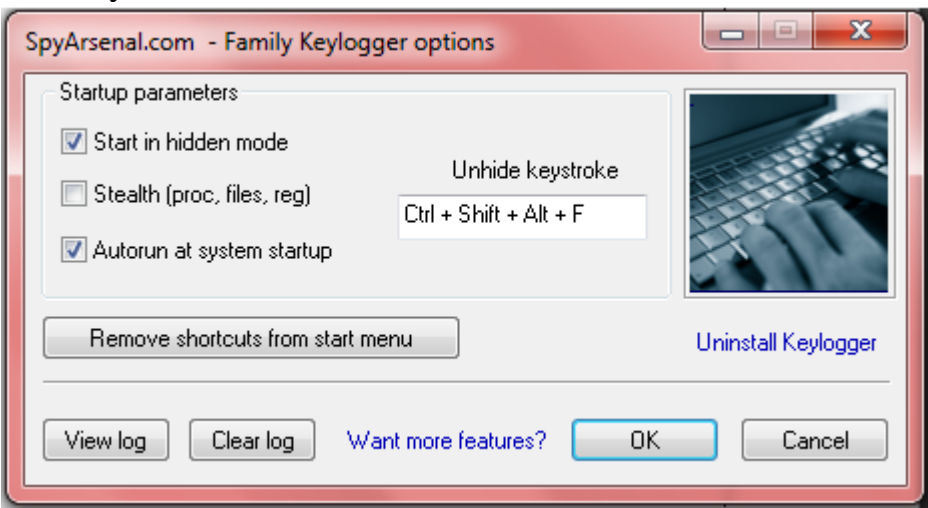 SpyArsenal.com - Family Keylogger options
Startup parameters
Start in hidden mode
Stealth (proc, files, reg)
Autorun at system startup
Unhide keystroke
Ctrl + Shift + Alt + F
Remove shortcuts from start menu
Uninstall Keylogger
View log
Clear log
Want more features?
OK
Cancel